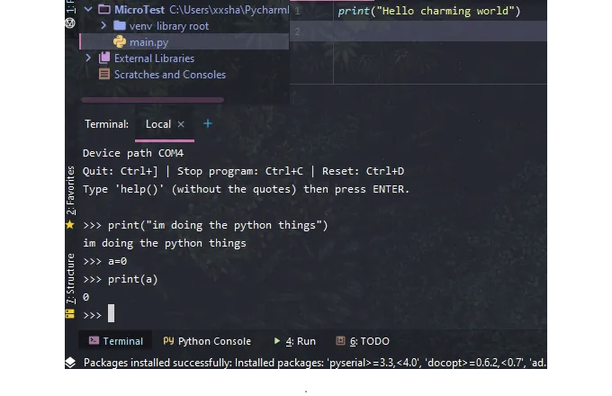 1: P
MicroTest C:\Users\xxsha\Pycharm
venv library root
main.py
External Libraries
Scratches and Consoles
1 print("Hello charming world")
2
Terminal: Local × +
Device path COM4
Quit: Ctrl+] | Stop program: Ctrl+C | Reset: Ctrl+D
Type 'help()' (without the quotes) then press ENTER.
>>> print("im doing the python things")
im doing the python things
>>> a=0
>>> print(a)
0
>>>
2: Favorites
7: Structure
Terminal Python Console 4: Run 6: TODO
Packages installed successfully: Installed packages: 'pyserial>=3.3,<4.0', 'docopt>=0.6.2,<0.7', 'ad.